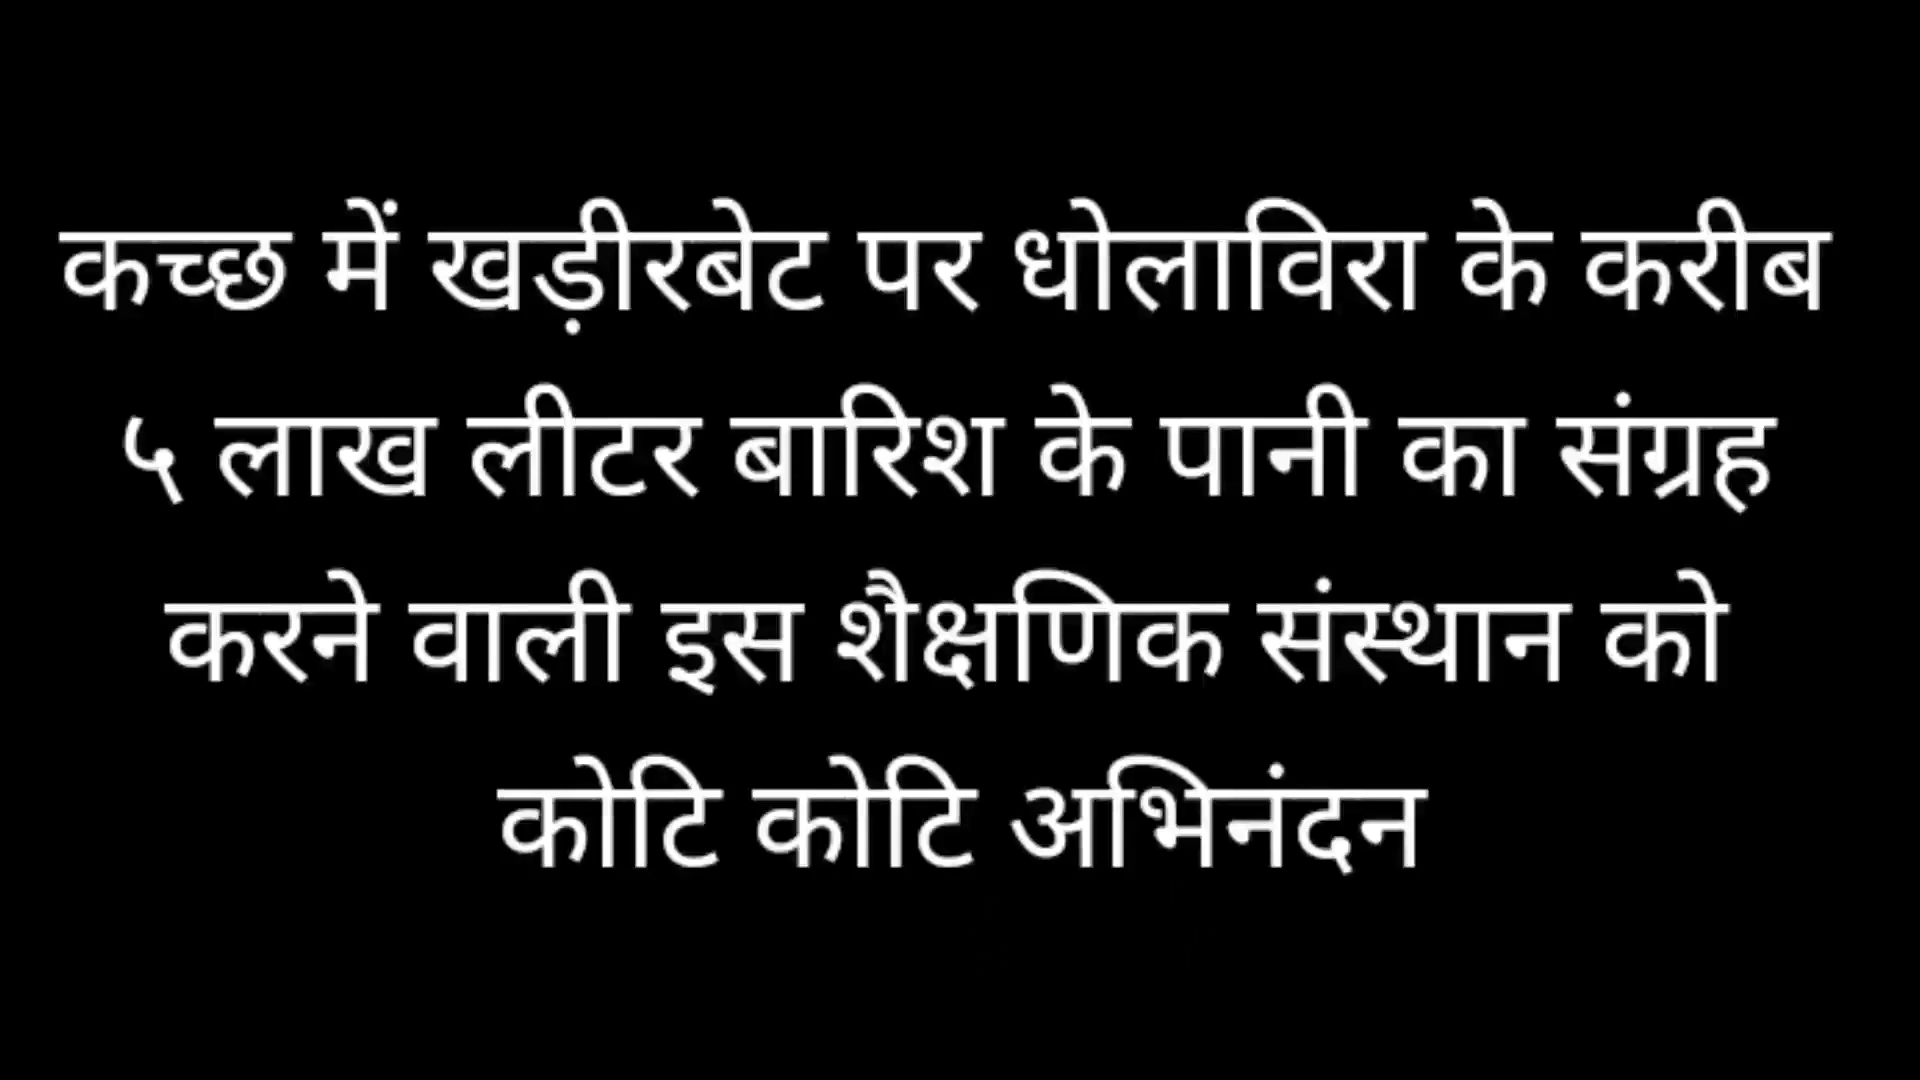 कच्छ में खड़ीरबेट पर धोलाविरा के करीब
५ लाख लीटर बारिश के पानी का संग्रह
करने वाली इस शैक्षणिक संस्थान को
कोटि कोटि अभिनंदन